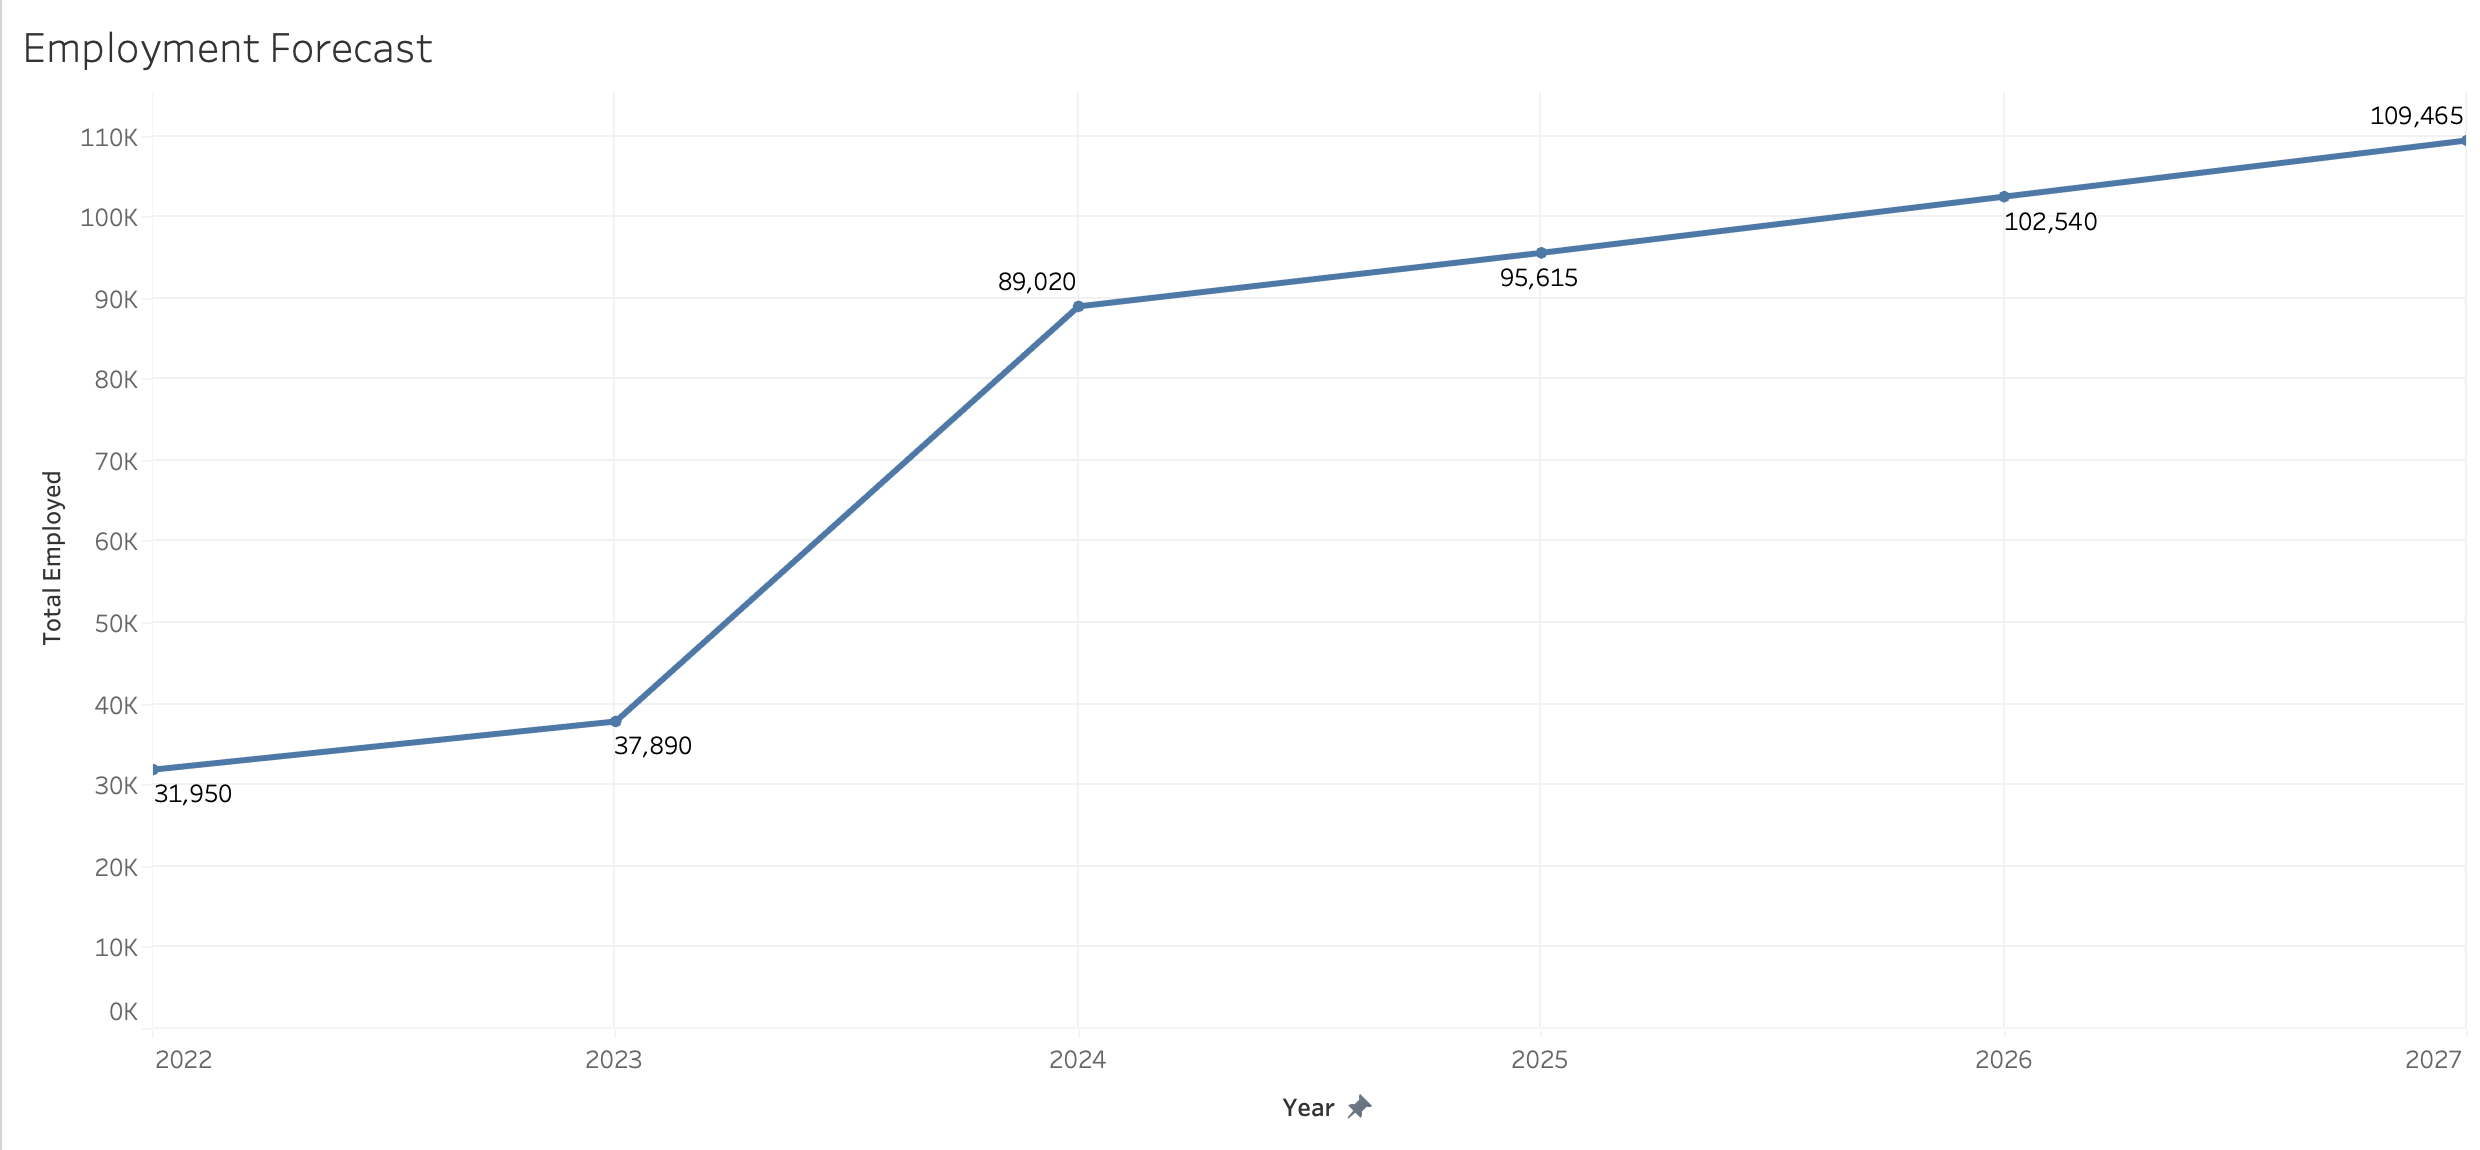 Employment Forecast
110K
100K
90K
80K
70K
60K
50K
40K
30K
20K
10K
0K
Total Employed
31,950
37,890
89,020
95,615
102,540
109,465
2022
2023
2024
2025
2026
2027
Year